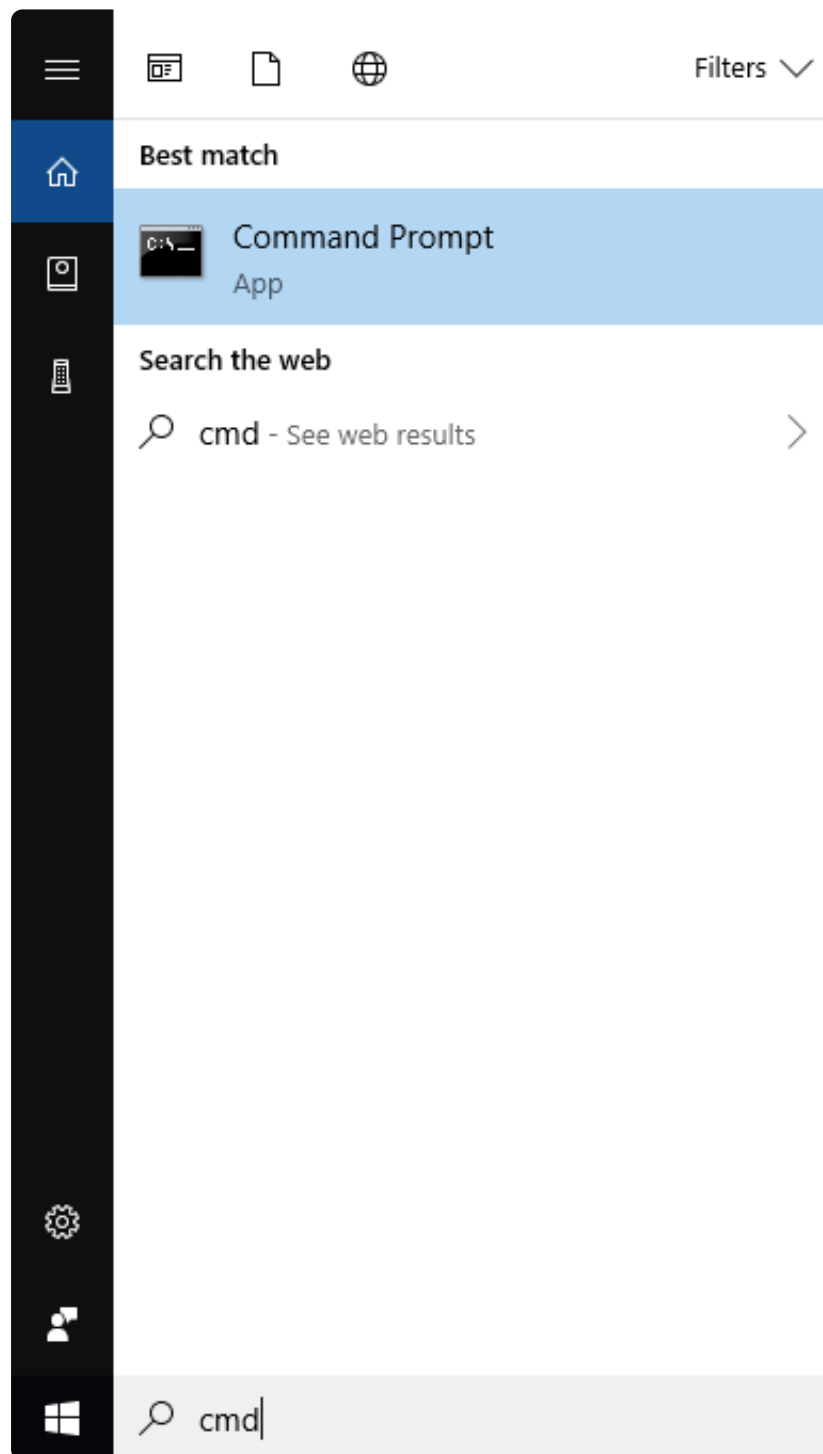 Filters
Best match
C:\
Command Prompt
App
Search the web
cmd - See web results
cmd